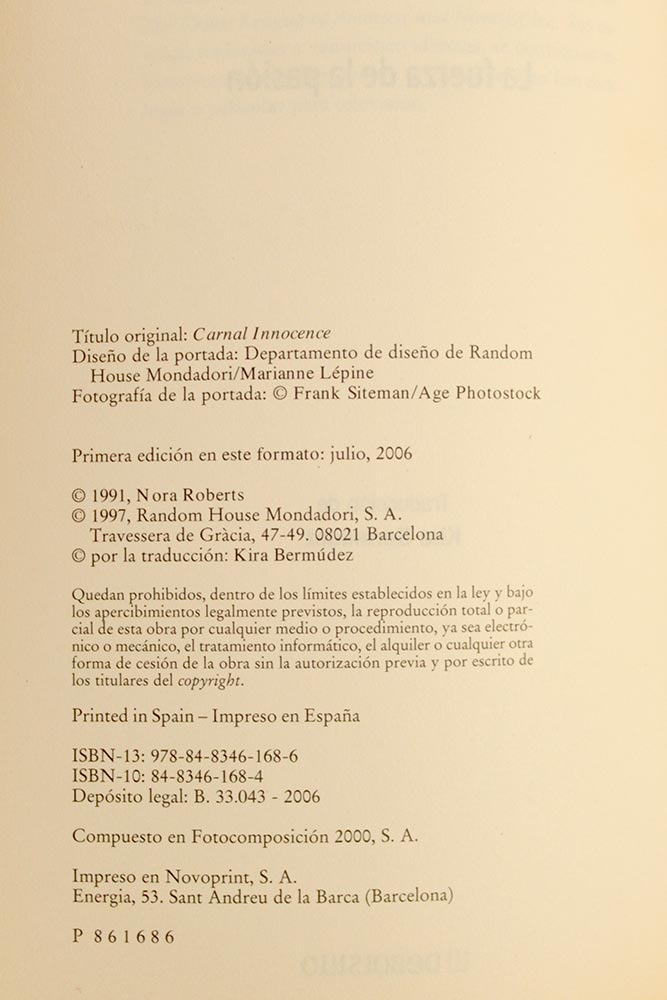 La fuerza de la pasión
Título original: Carnal Innocence
Diseño de la portada: Departamento de diseño de Random
House Mondadori/Marianne Lépine
Fotografía de la portada: © Frank Siteman/Age Photostock
Primera edición en este formato: julio, 2006
© 1991, Nora Roberts
© 1997, Random House Mondadori, S. A.
Travessera de Gràcia, 47-49. 08021 Barcelona
© por la traducción: Kira Bermúdez
Quedan prohibidos, dentro de los límites establecidos en la ley y bajo
los apercibimientos legalmente previstos, la reproducción total o par-
cial de esta obra por cualquier medio o procedimiento, ya sea electró-
nico o mecánico, el tratamiento informático, el alquiler o cualquier otra
forma de cesión de la obra sin la autorización previa y por escrito de
los titulares del copyright.
Printed in Spain – Impreso en España
ISBN-13: 978-84-8346-168-6
ISBN-10: 84-8346-168-4
Depósito legal: B. 33.043 - 2006
Compuesto en Fotocomposición 2000, S. A.
Impreso en Novoprint, S. A.
Energia, 53. Sant Andreu de la Barca (Barcelona)
P 861686